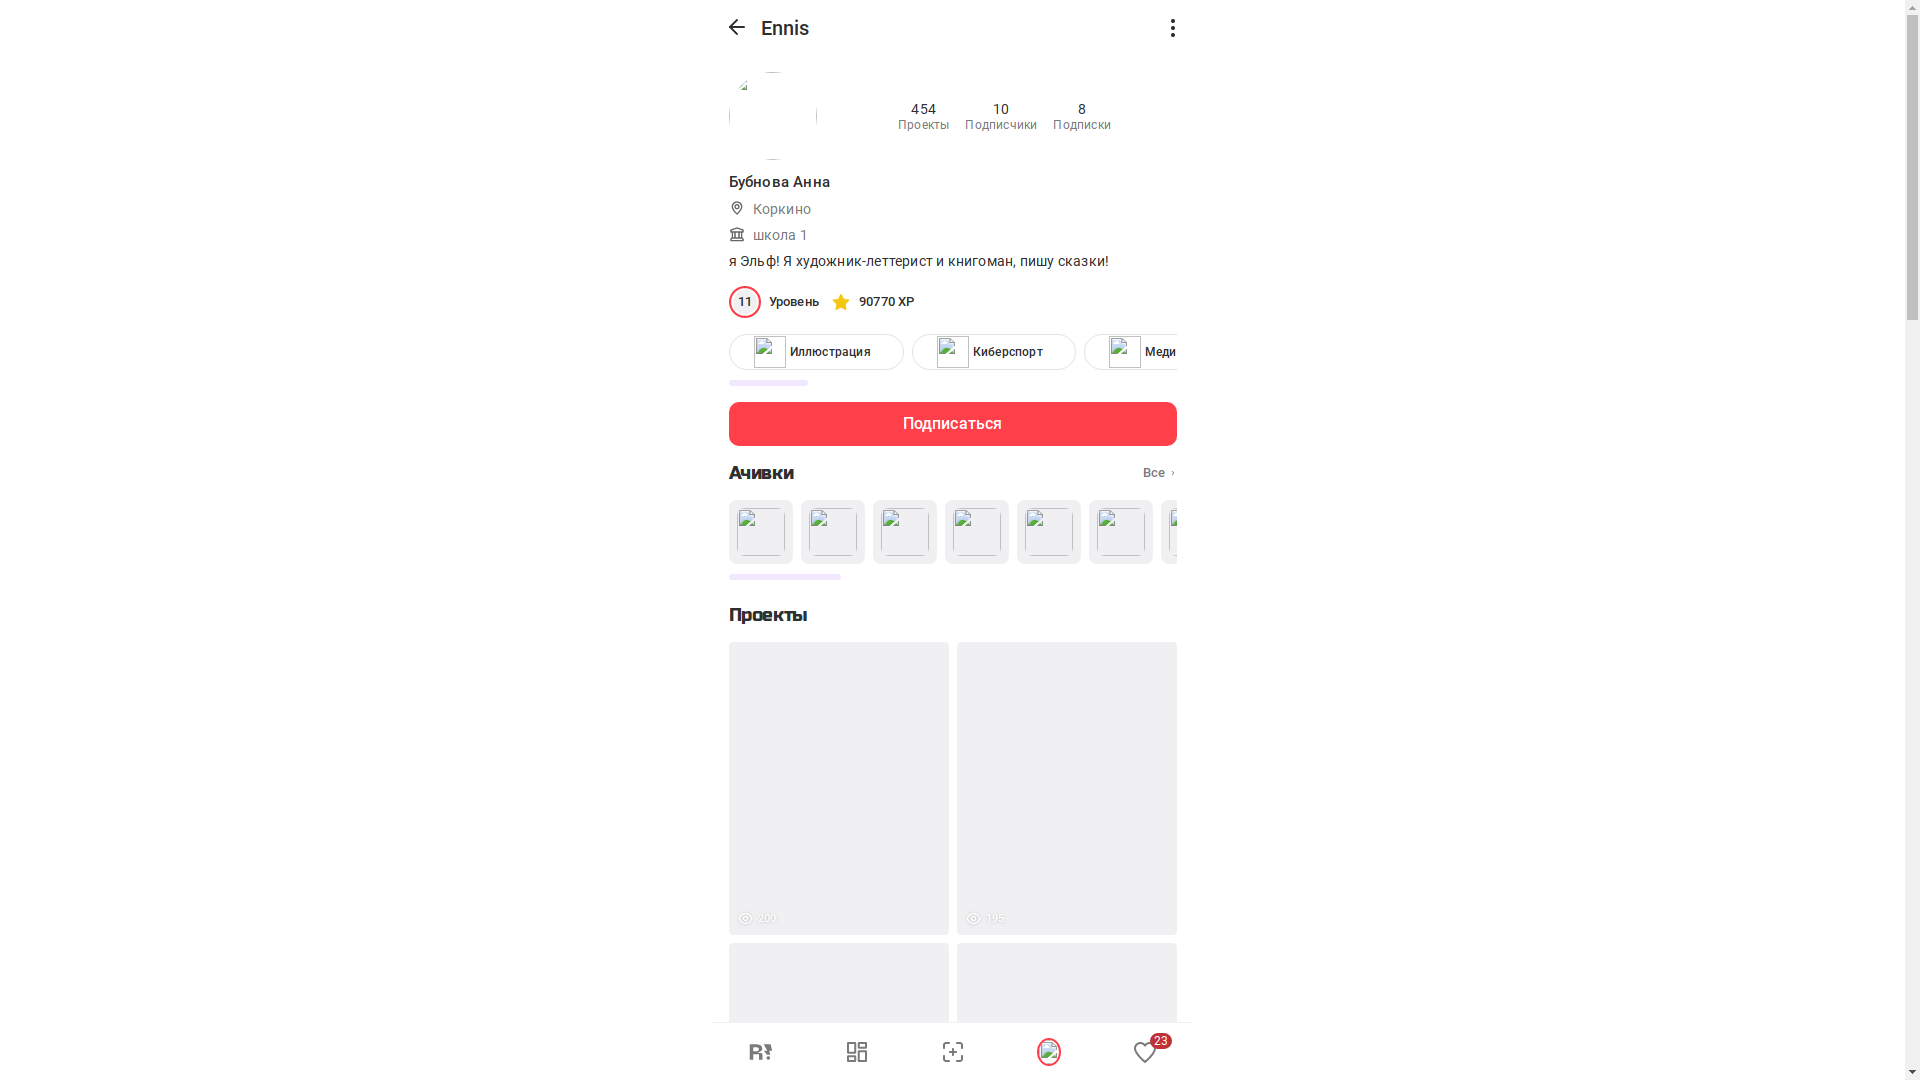 Ennis
454
Проекты
10
Подписчики
8
Подписки
Бубнова Анна
Коркино
школа 1
я Эльф! Я художник-леттерист и книгоман, пишу сказки!
11 Уровень 90770 XP
Иллюстрация
Киберспорт
Меди
Подписаться
Ачивки
Все
Проекты
200
195
R!
23